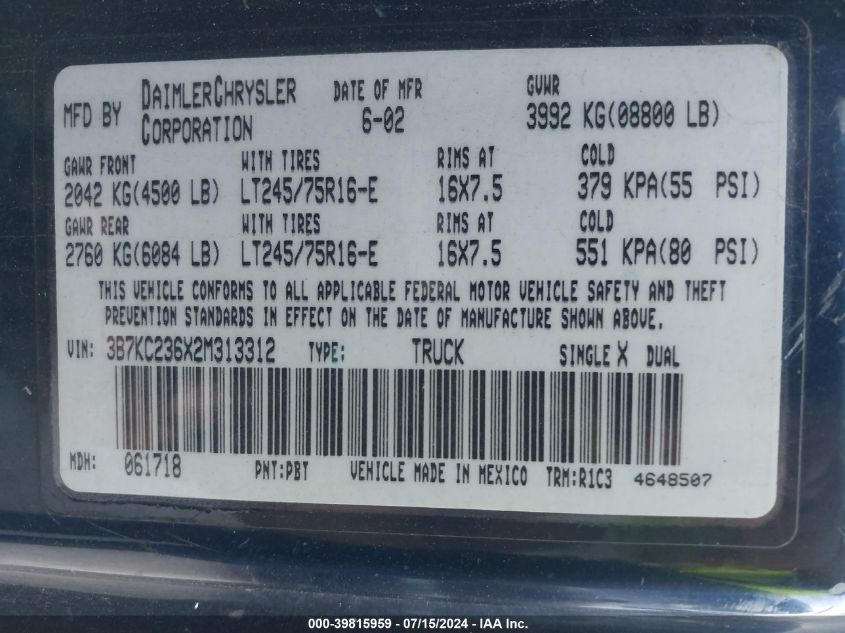 MFD BY DAIMLERCHRYSLER CORPORATION DATE OF MFR 6-02 GVWR 3992 KG(08800 LB)
GAWR FRONT WITH TIRES RIMS AT COLD
2042 KG(4500 LB) LT245/75R16-E 16X7.5 379 KPA(55 PSI)
GAWR REAR WITH TIRES RIMS AT COLD
2760 KG(6084 LB) LT245/75R16-E 16X7.5 551 KPA(80 PSI)
THIS VEHICLE CONFORMS TO ALL APPLICABLE FEDERAL MOTOR VEHICLE SAFETY AND THEFT
PREVENTION STANDARDS IN EFFECT ON THE DATE OF MANUFACTURE SHOWN ABOVE.
VIN: 3B7KC236X2M313312 TYPE: TRUCK SINGLE X DUAL
MDH: 061718 PNT:PBT VEHICLE MADE IN MEXICO TRM:R1C3 4648507
000-39815959 - 07/15/2024 - IAA Inc.